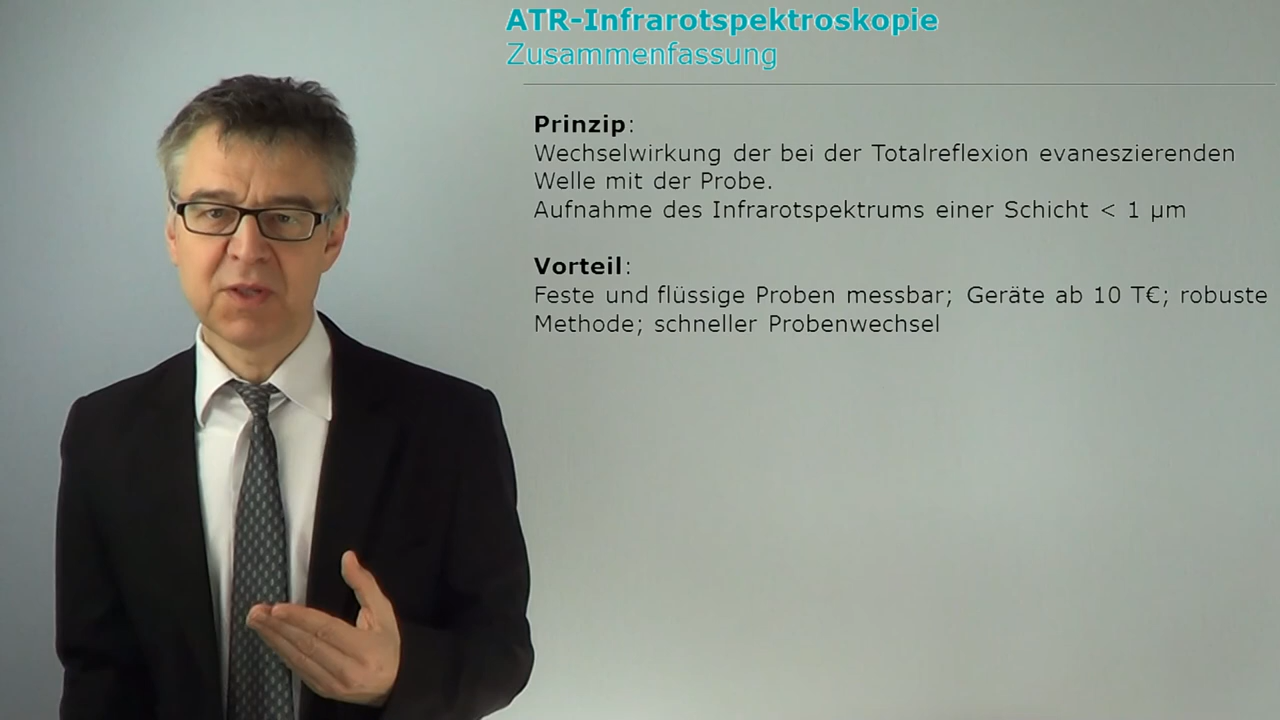 ATR-Infrarotspektroskopie
Zusammenfassung
Prinzip:
Wechselwirkung der bei der Totalreflexion evaneszierenden
Welle mit der Probe.
Aufnahme des Infrarotspektrums einer Schicht < 1 µm
Vorteil:
Feste und flüssige Proben messbar; Geräte ab 10 T€; robuste
Methode; schneller Probenwechsel